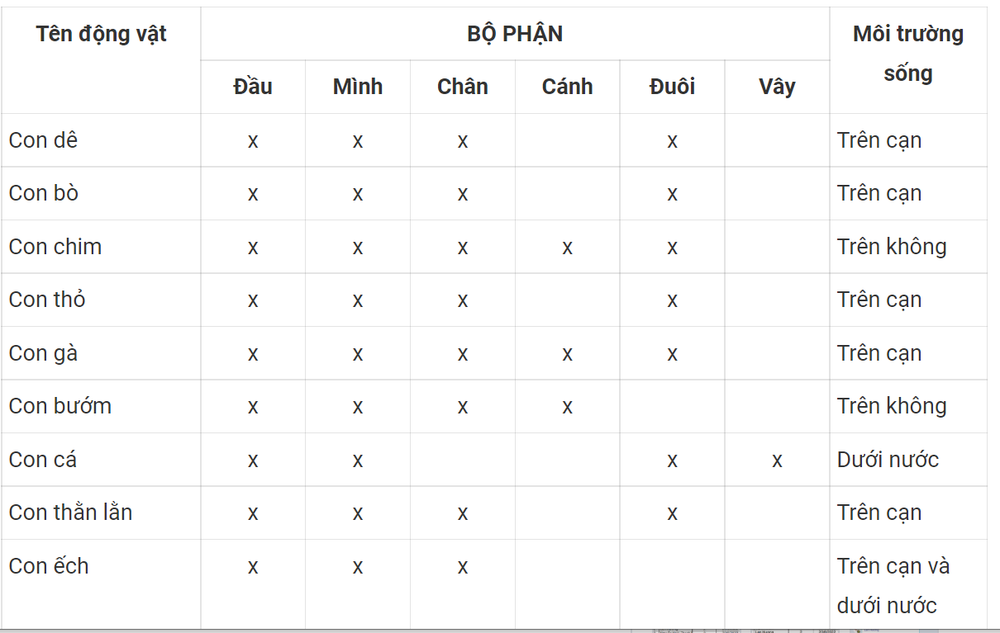 Tên động vật BỘ PHẬN Môi trường
sống
Đầu Mình Chân Cánh Đuôi Vây
Con dê x x x x Trên cạn
Con bò x x x x Trên cạn
Con chim x x x x x Trên không
Con thỏ x x x x Trên cạn
Con gà x x x x x Trên cạn
Con bướm x x x x Trên không
Con cá x x x x Dưới nước
Con thằn lằn x x x x Trên cạn
Con ếch x x x Trên cạn và
dưới nước